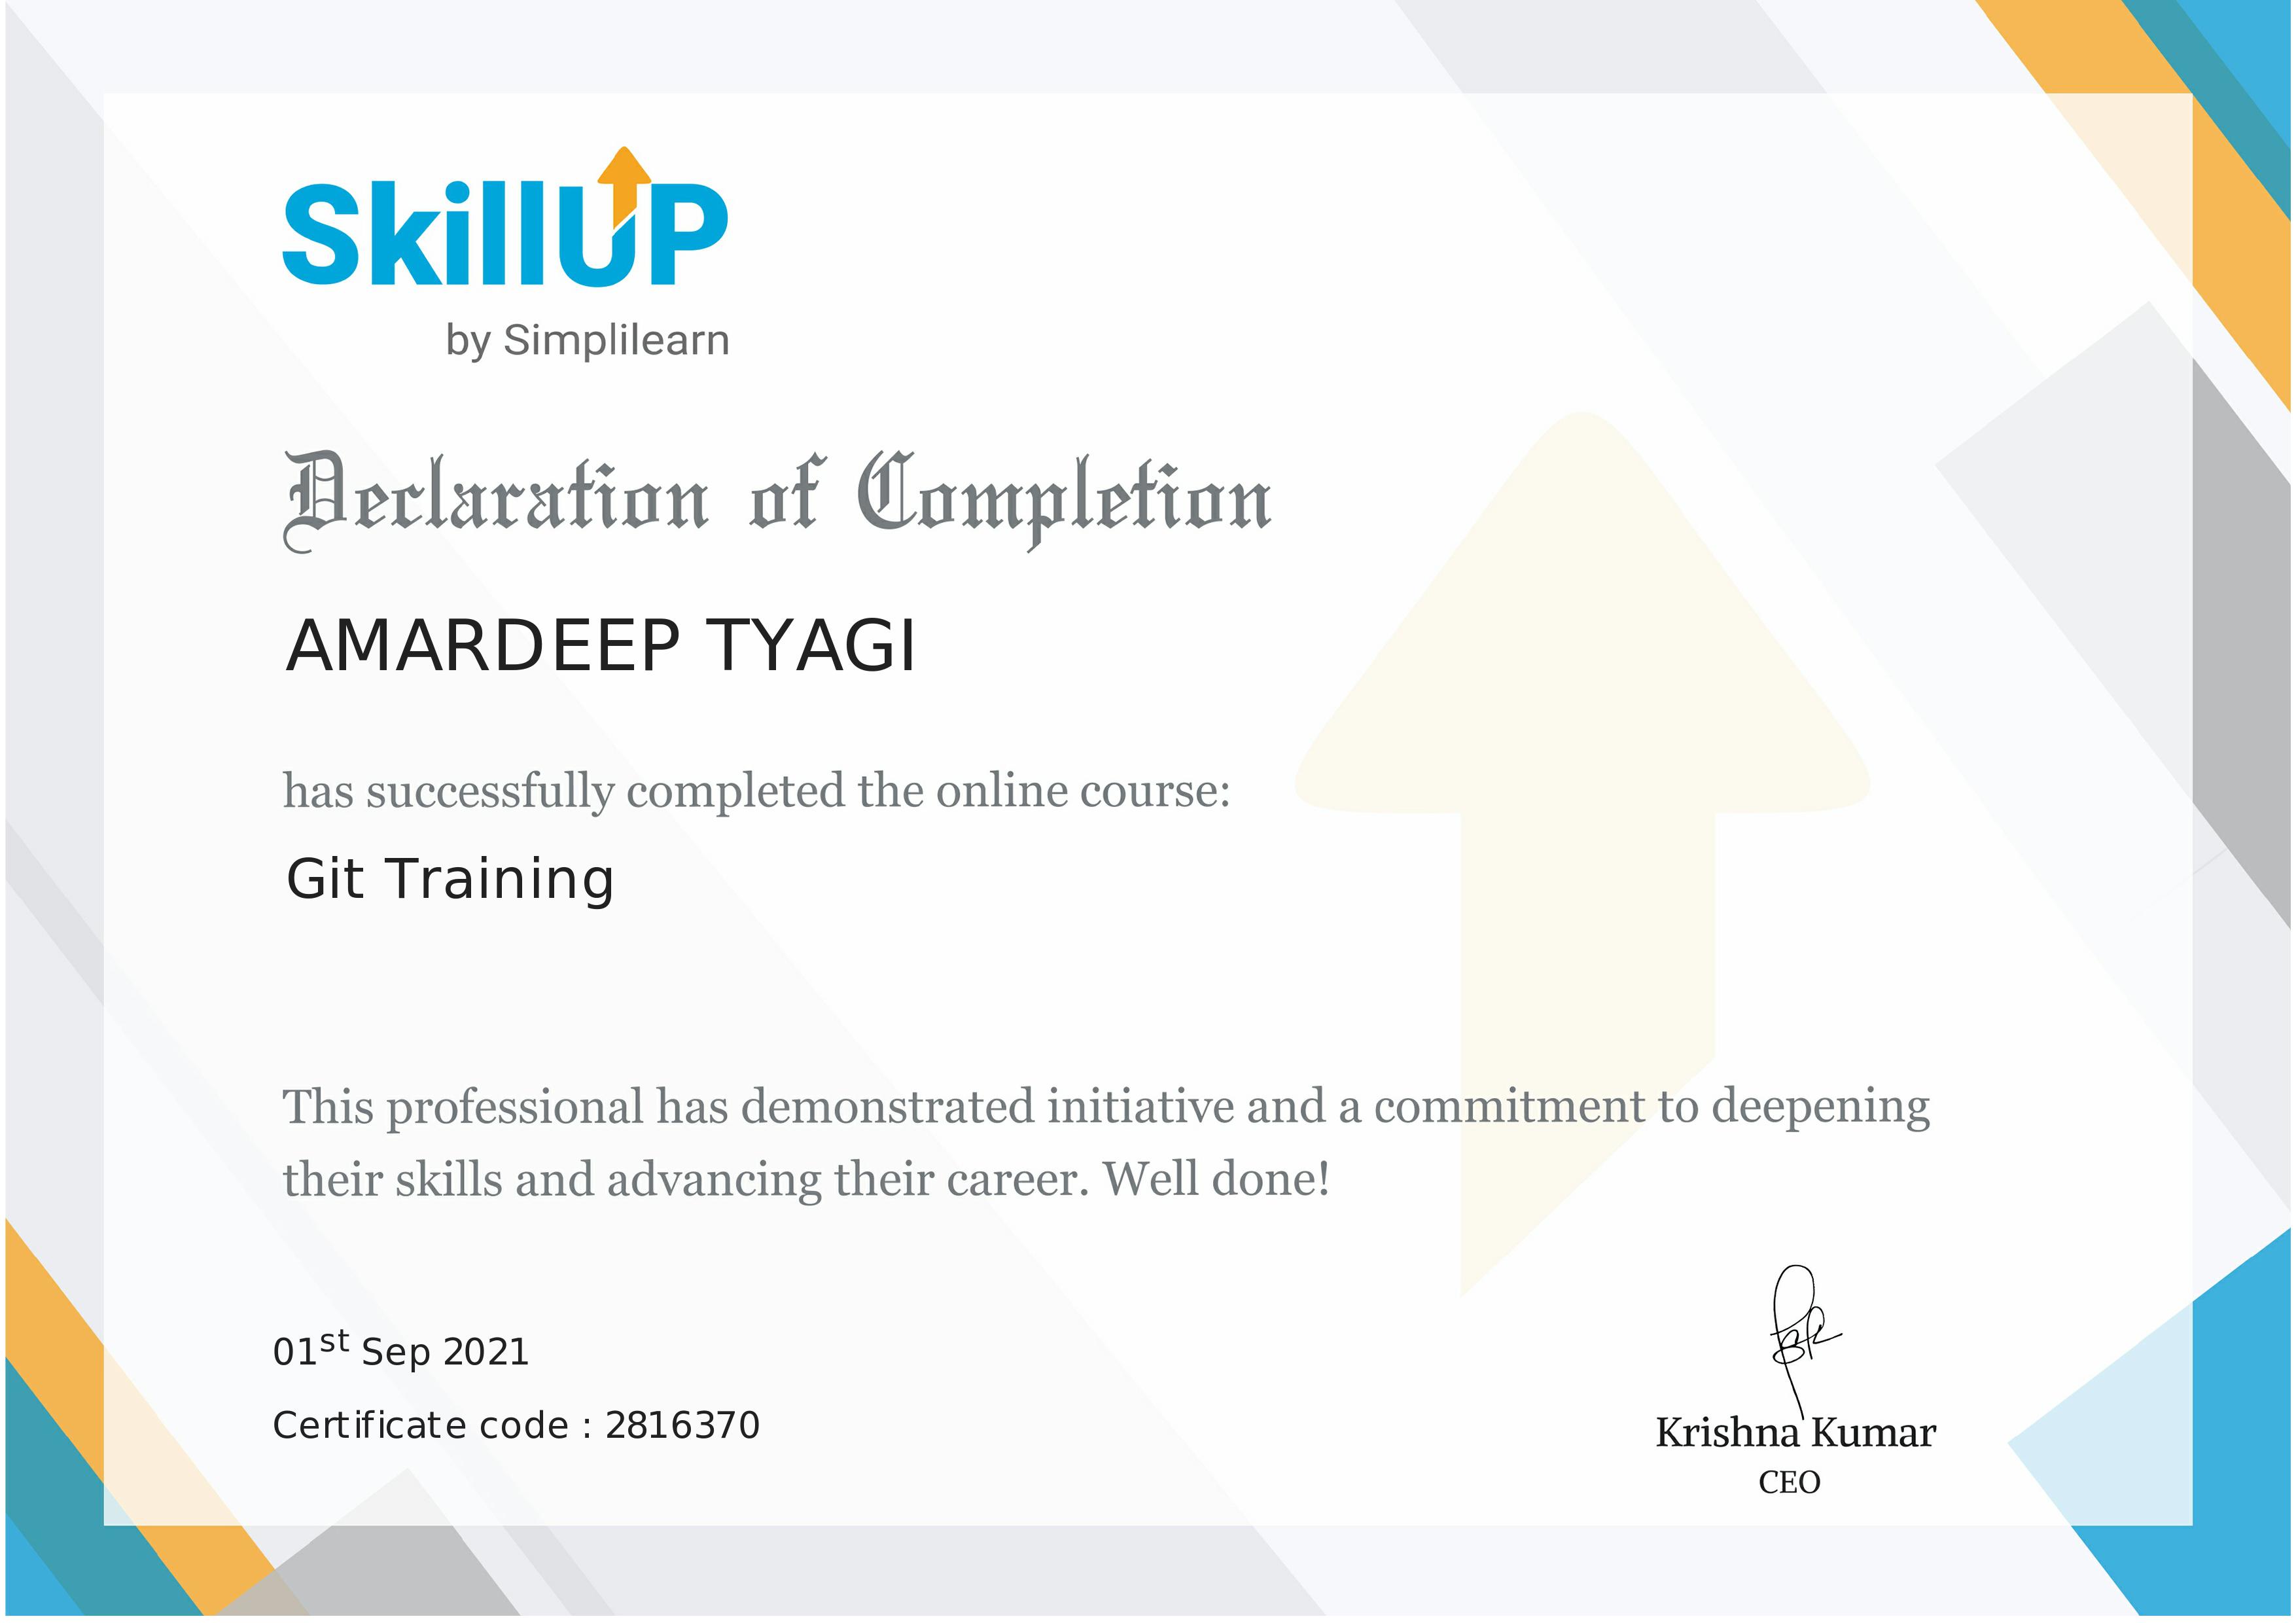 SkillUP
by Simplilearn
Declaration of Completion
AMARDEEP TYAGI
has successfully completed the online course:
Git Training
This professional has demonstrated initiative and a commitment to deepening
their skills and advancing their career. Well done!
01st Sep 2021
Certificate code : 2816370
Krishna Kumar
CEO